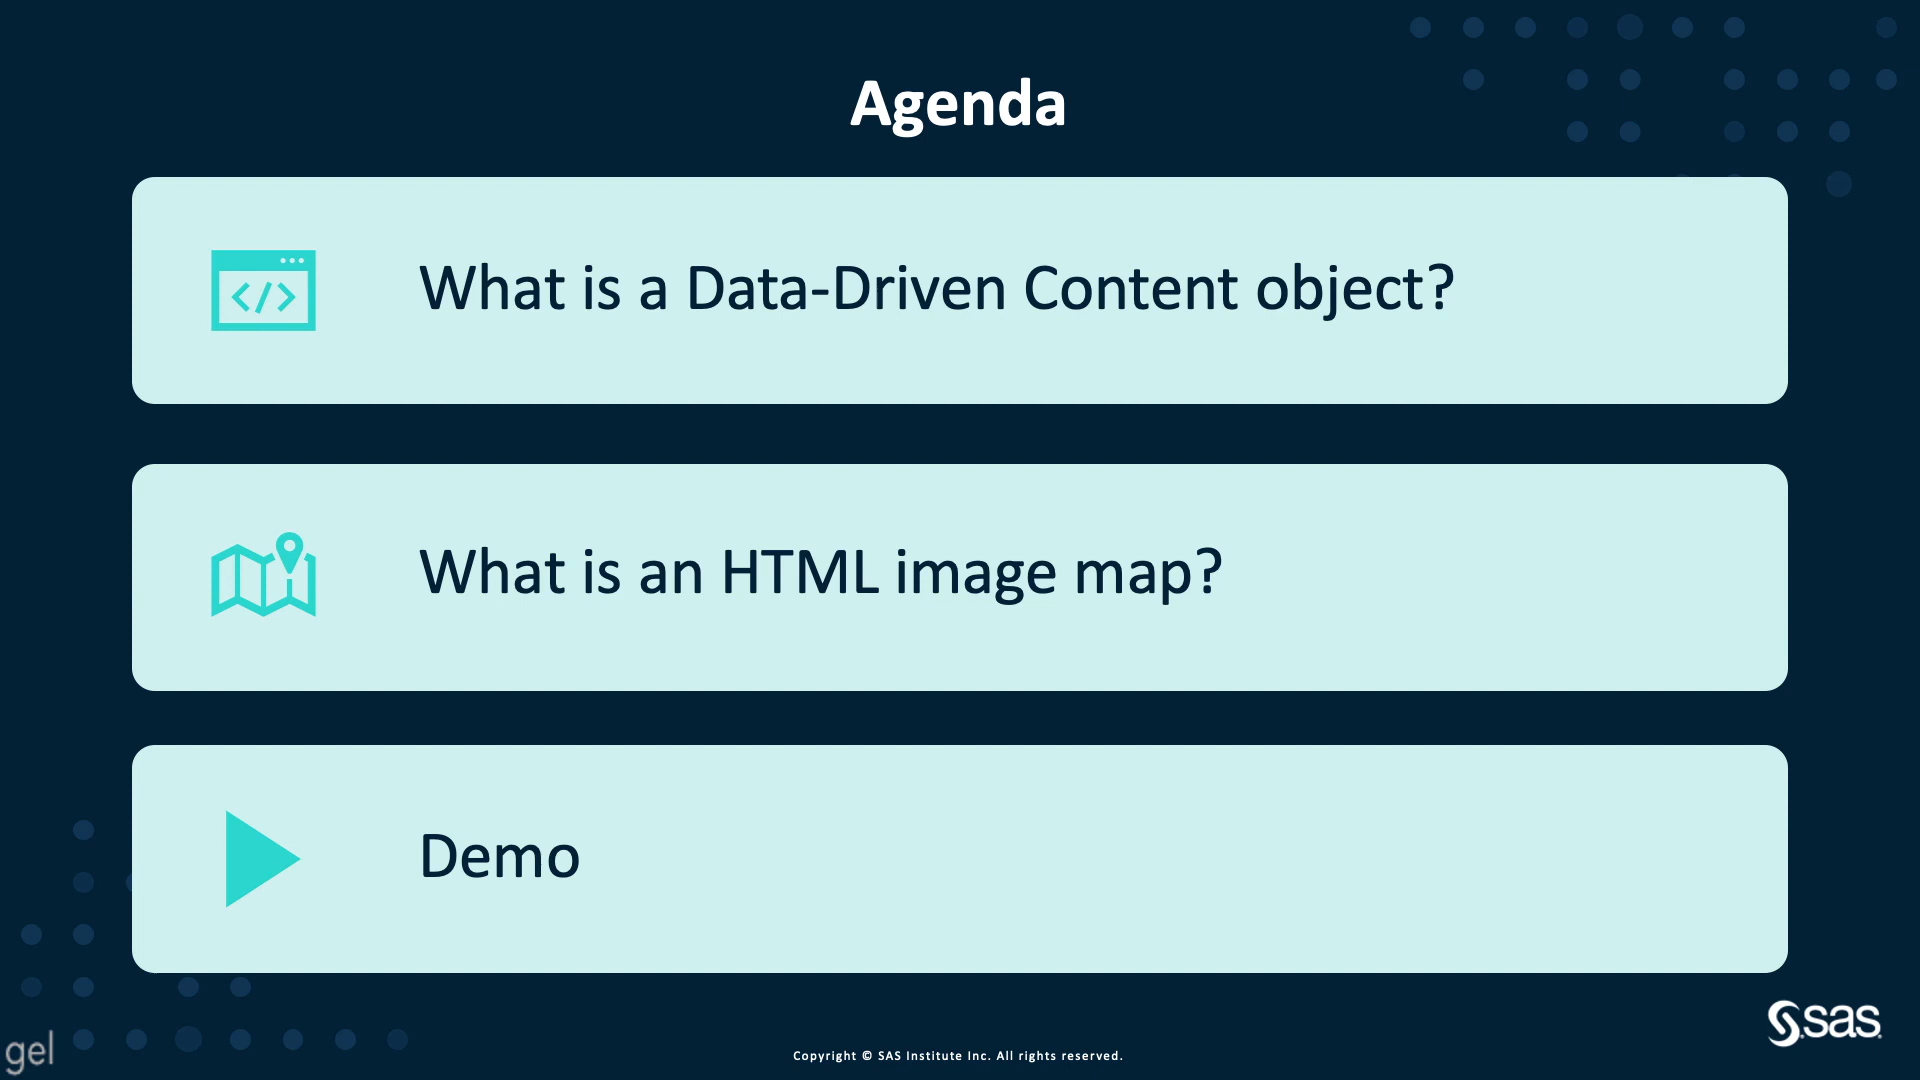 Agenda
</>
What is a Data-Driven Content object?
What is an HTML image map?
Demo
sas
gel
Copyright © SAS Institute Inc. All rights reserved.